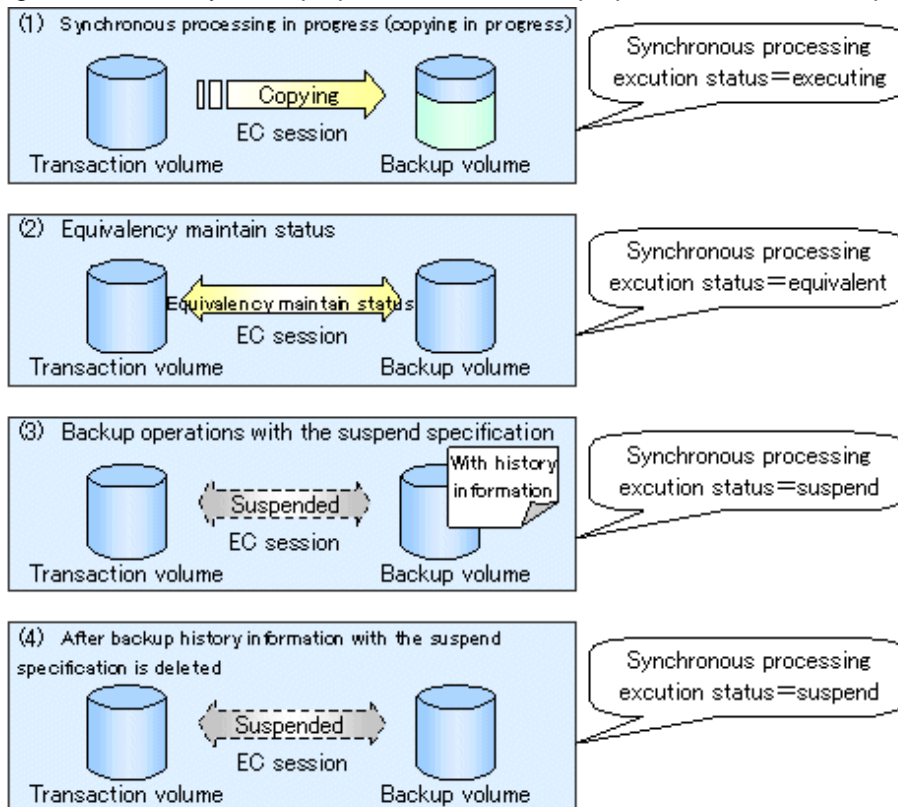 (1) Synchronous processing in progress (copying in progress)
Copying
EC session
Transaction volume
Backup volume
Synchronous processing
excution status=executing
(2) Equivalency maintain status
Equivalency maintain status
EC session
Transaction volume
Backup volume
Synchronous processing
excution status=equivalent
(3) Backup operations with the suspend specification
With history
information
Suspended
EC session
Transaction volume
Backup volume
Synchronous processing
excution status=suspend
(4) After backup history information with the suspend
specification is deleted
Suspended
EC session
Transaction volume
Backup volume
Synchronous processing
excution status=suspend